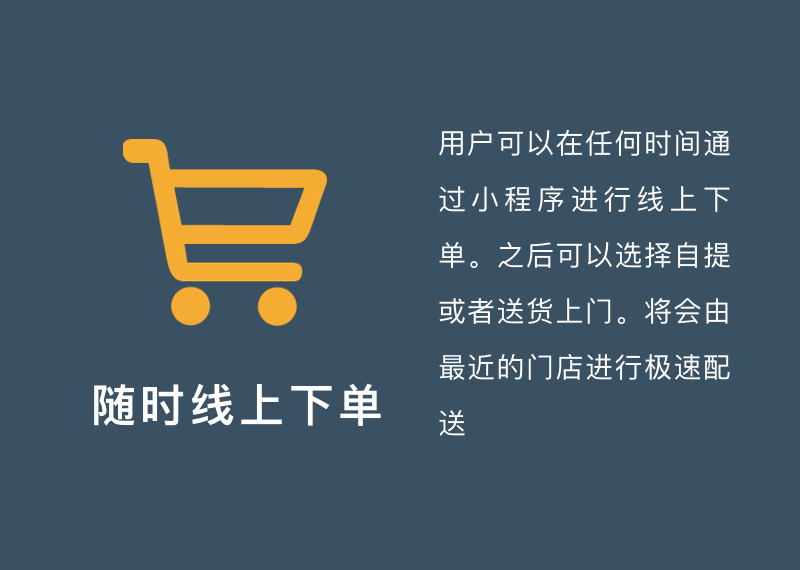 随时线上下单
用户可以在任何时间通
过小程序进行线上下
单。之后可以选择自提
或者送货上门。将会由
最近的门店进行极速配
送